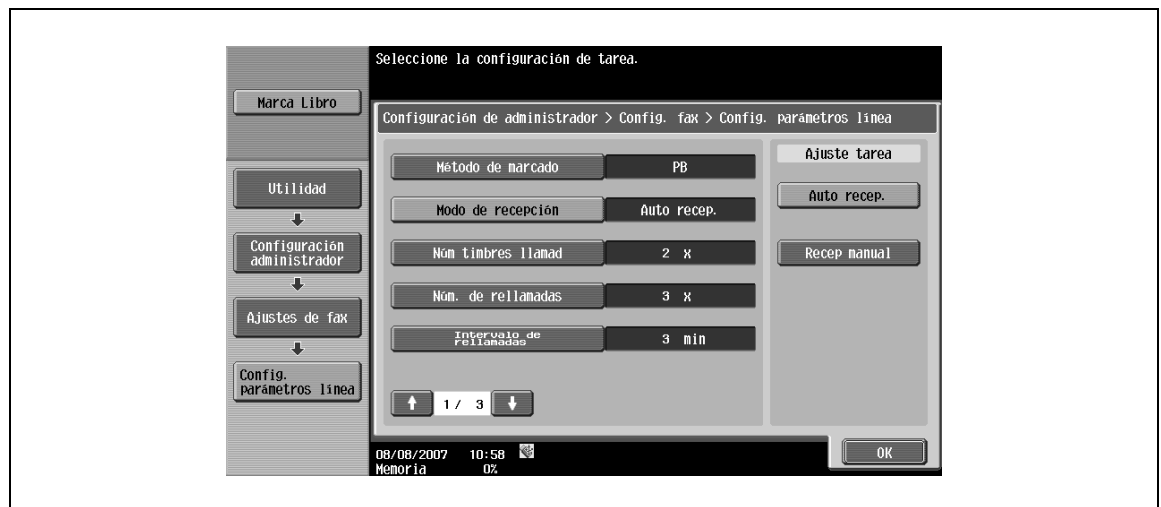 Seleccione la configuración de tarea.
Marca Libro
Configuración de administrador > Config. fax > Config. parámetros línea
Ajuste tarea
Método de marcado PB
Auto recep.
Utilidad
Modo de recepción Auto recep.
Configuración
administrador
Núm timbres llamad 2 x
Recep manual
Núm. de rellamadas 3 x
Ajustes de fax
Intervalo de
rellamadas
3 min
Config.
parámetros línea
1/ 3
OK
08/08/2007 10:58
Memoria 0%